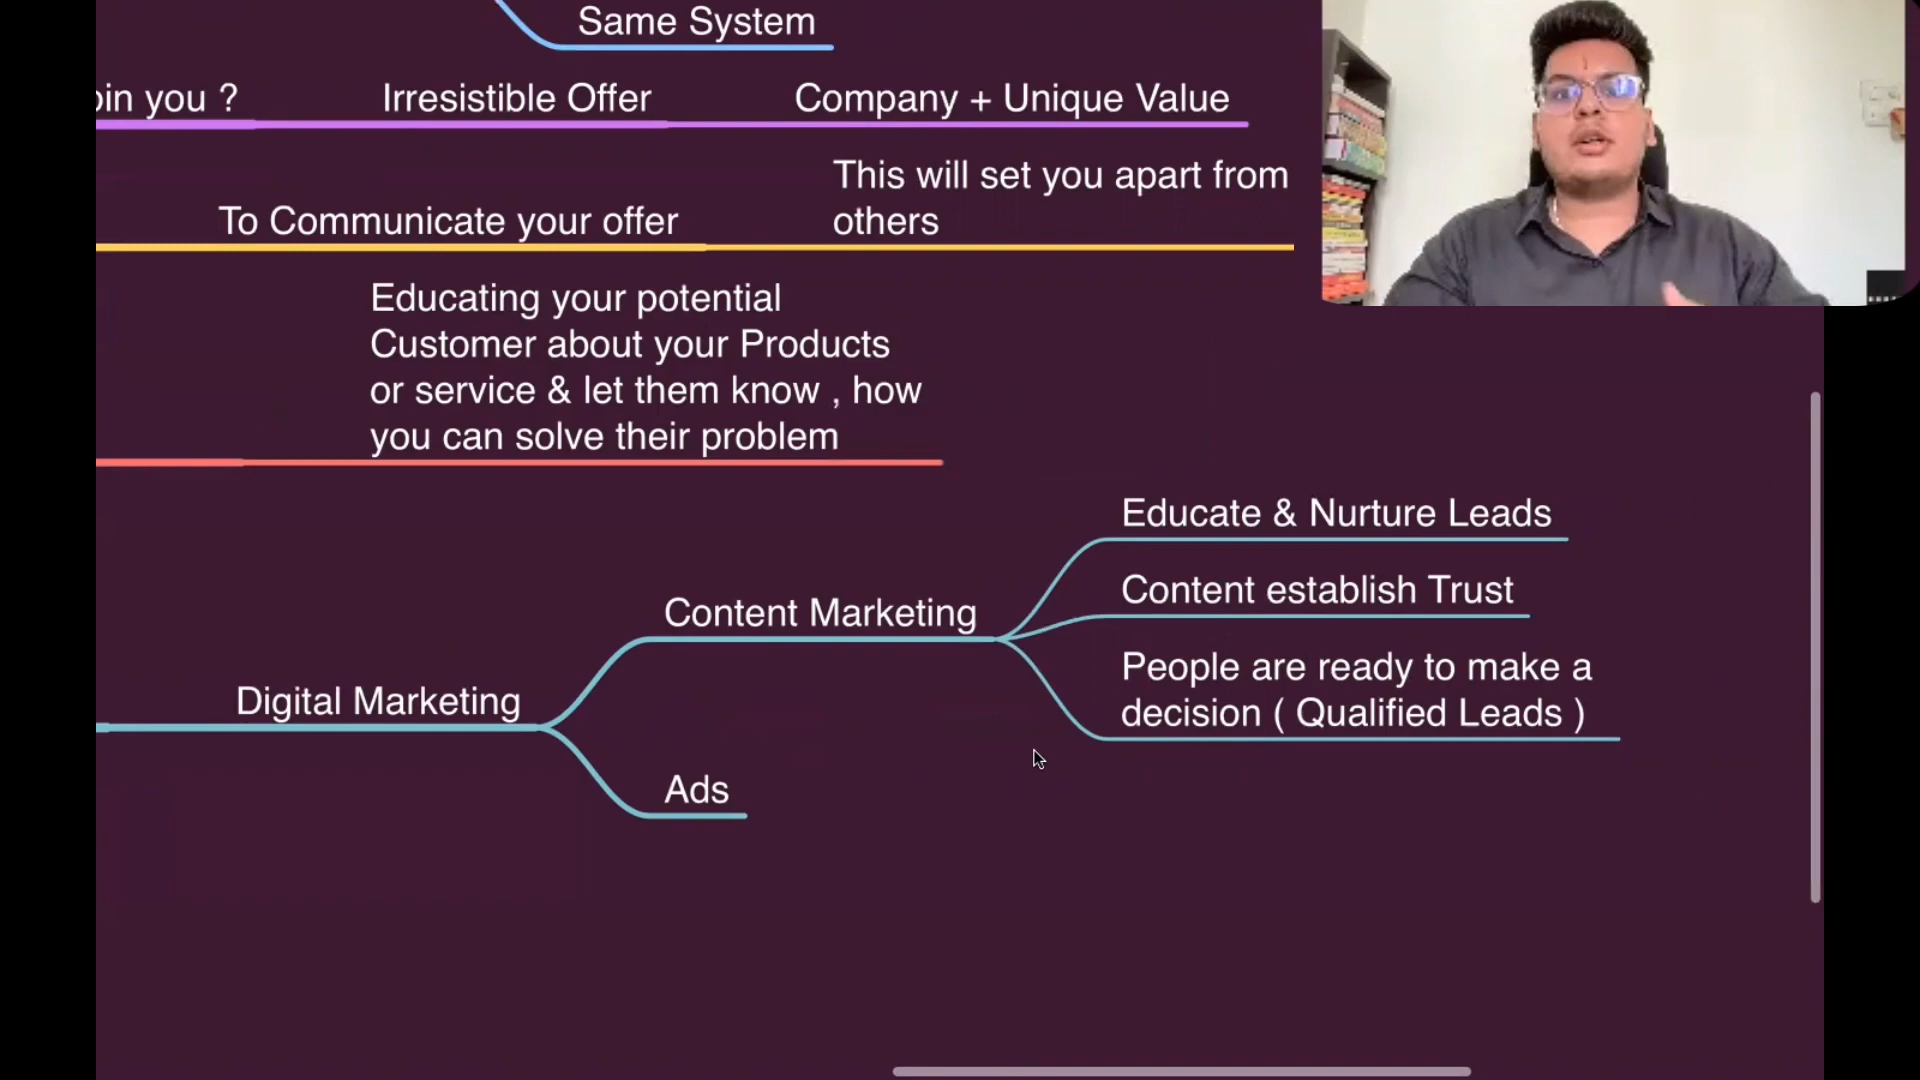 Same System
oin you ?
Irresistible Offer
Company + Unique Value
To Communicate your offer
This will set you apart from
others
Educating your potential
Customer about your Products
or service & let them know , how
you can solve their problem
Digital Marketing
Content Marketing
Educate & Nurture Leads
Content establish Trust
People are ready to make a
decision ( Qualified Leads )
Ads